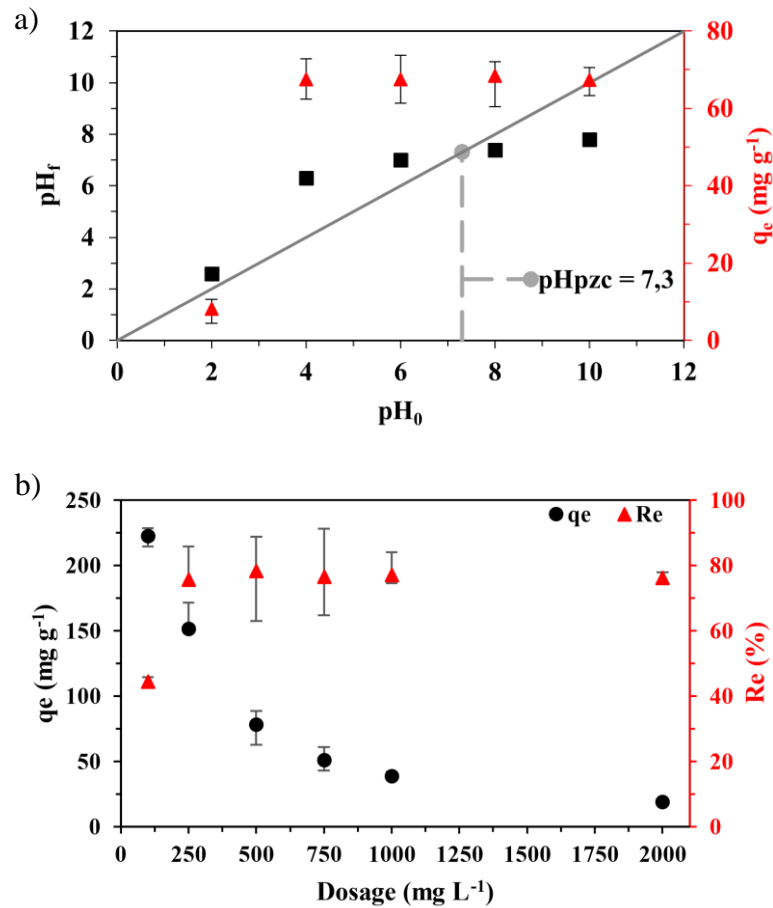 a)
12
10
8
6
4
2
0
pH_f
80
60
40
20
0
q_e (mg g⁻¹)
pHpzc = 7,3
0 2 4 6 8 10 12
pH₀
b)
250
200
150
100
50
0
qe (mg g⁻¹)
qe Re
100
80
60
40
20
0
Re (%)
0 250 500 750 1000 1250 1500 1750 2000
Dosage (mg L⁻¹)